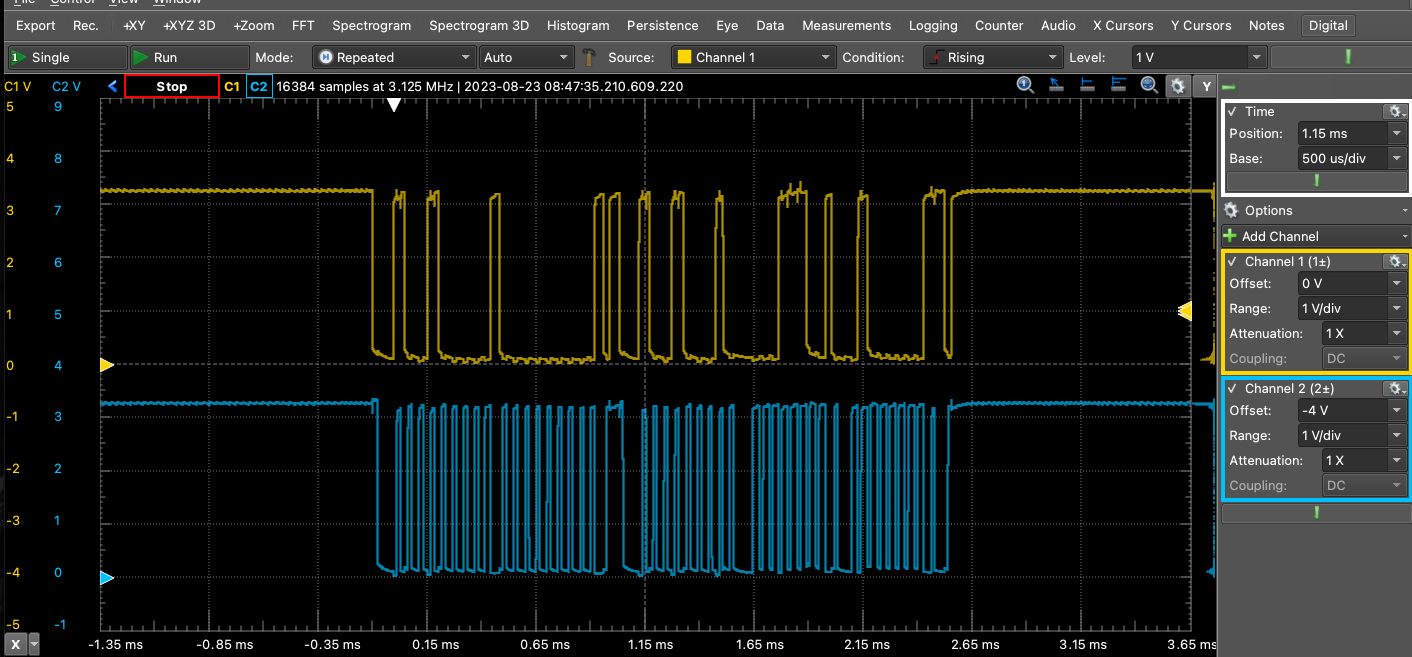 File Control View Window
Export Rec. +XY +XYZ 3D +Zoom FFT Spectrogram Spectrogram 3D Histogram Persistence Eye Data Measurements Logging Counter Audio X Cursors Y Cursors Notes Digital
1 Single Run Mode: Repeated Auto Source: Channel 1 Condition: Rising Level: 1 V
C1 V C2 V Stop C1 C2 16384 samples at 3.125 MHz | 2023-08-23 08:47:35.210.609.220 Y
5 9
4 8
3 7
2 6
1 5
0 4
-1 3
-2 2
-3 1
-4 0
-5 -1
X -1.35 ms -0.85 ms -0.35 ms 0.15 ms 0.65 ms 1.15 ms 1.65 ms 2.15 ms 2.65 ms 3.15 ms 3.65 ms
Time
Position: 1.15 ms
Base: 500 us/div
Options
Add Channel
Channel 1 (1±)
Offset: 0 V
Range: 1 V/div
Attenuation: 1 X
Coupling: DC
Channel 2 (2±)
Offset: -4 V
Range: 1 V/div
Attenuation: 1 X
Coupling: DC